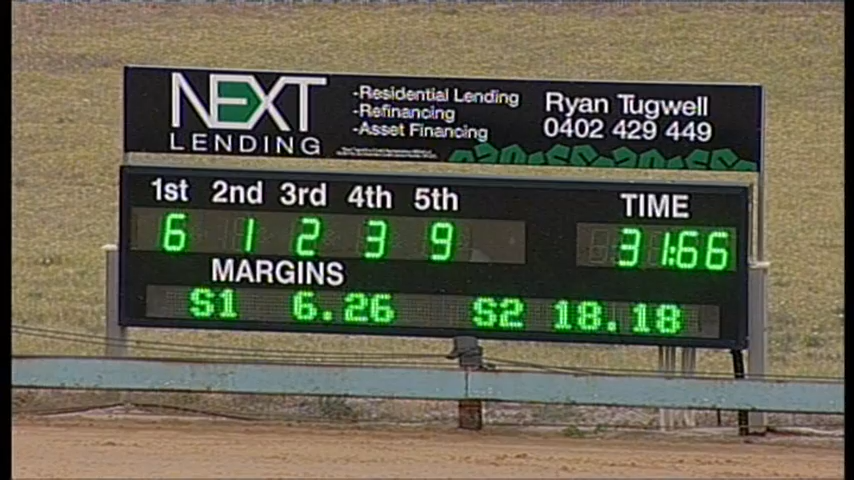 NEXT
LENDING
-Residential Lending
-Refinancing
-Asset Financing
Ryan Tugwell
0402 429 449
1st 2nd 3rd 4th 5th TIME
6 1 2 3 9 31:66
MARGINS
S1 6.26 S2 18.18